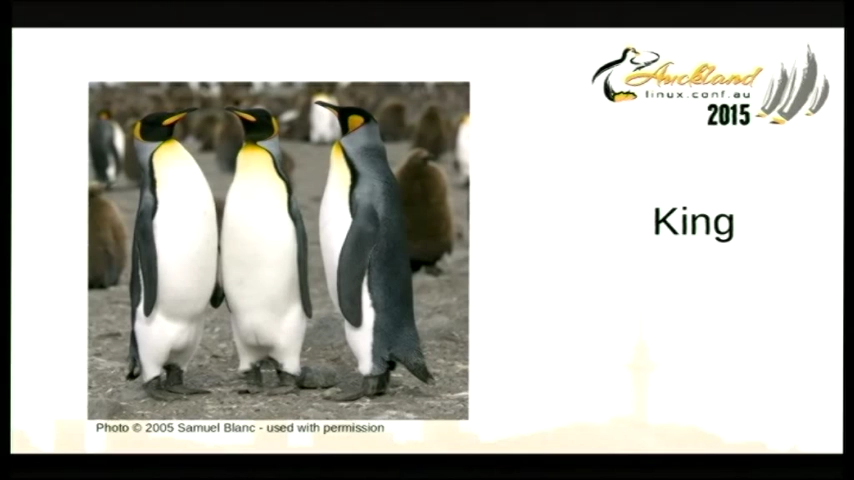 Auckland
linux.conf.au
2015
King
Photo © 2005 Samuel Blanc - used with permission